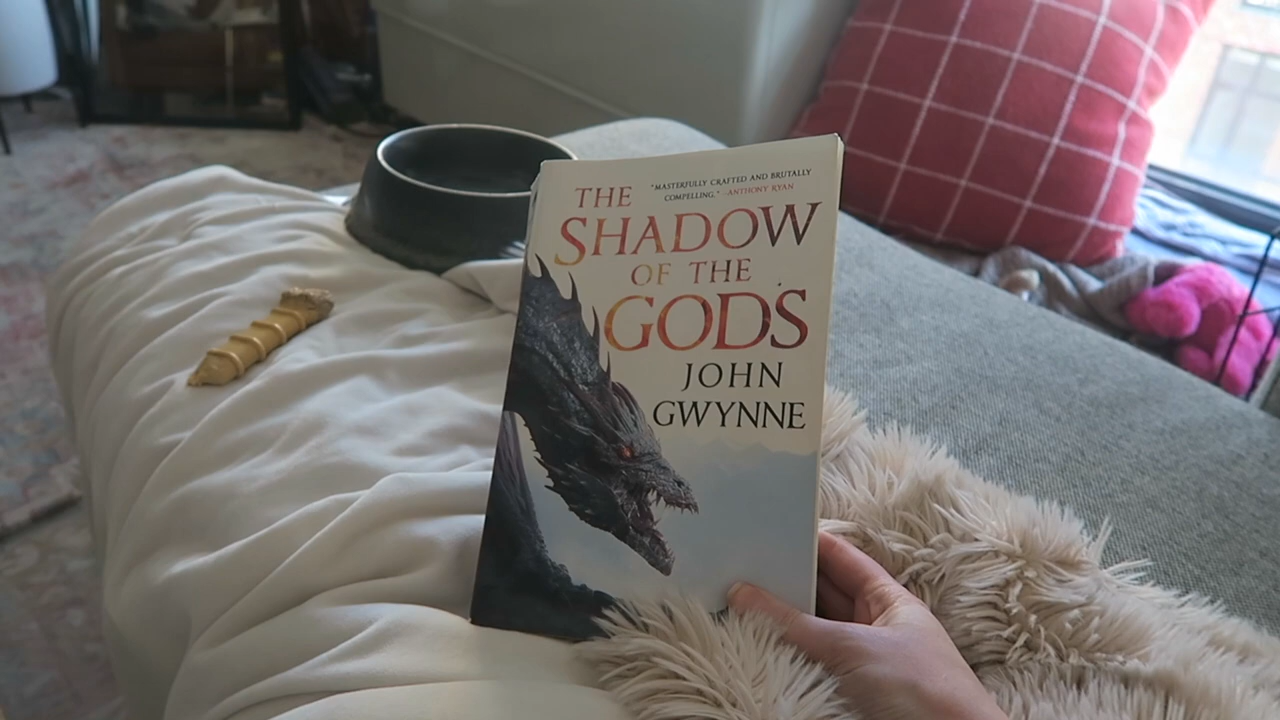 THE
"MASTERFULLY CRAFTED AND BRUTALLY
COMPELLING." —ANTHONY RYAN
SHADOW
OF THE
GODS
JOHN
GWYNNE